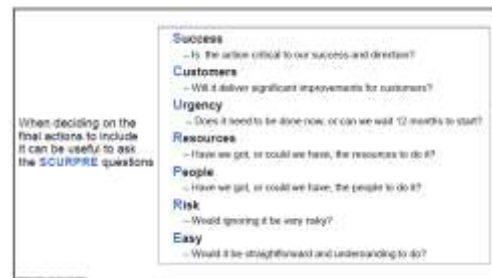 When deciding on the
final actions to include
it can be useful to ask
the SCURPRE questions
Success
– Is the action critical to our success and direction?
Customers
– Will it deliver significant improvements for customers?
Urgency
– Does it need to be done now, or can we wait 12 months to start?
Resources
– Have we got, or could we have, the resources to do it?
People
– Have we got, or could we have, the people to do it?
Risk
– Would ignoring it be very risky?
Easy
– Would it be straightforward and undemanding to do?